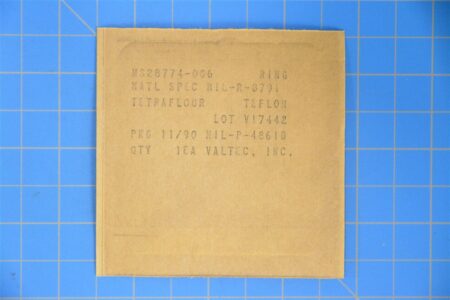 MS28774-006 RING
MATL SPEC MIL-R-8791
TETRAFLOUR TEFLON
LOT V17442
PKG 11/90 MIL-P-4861D
QTY 1EA VALTEC, INC.